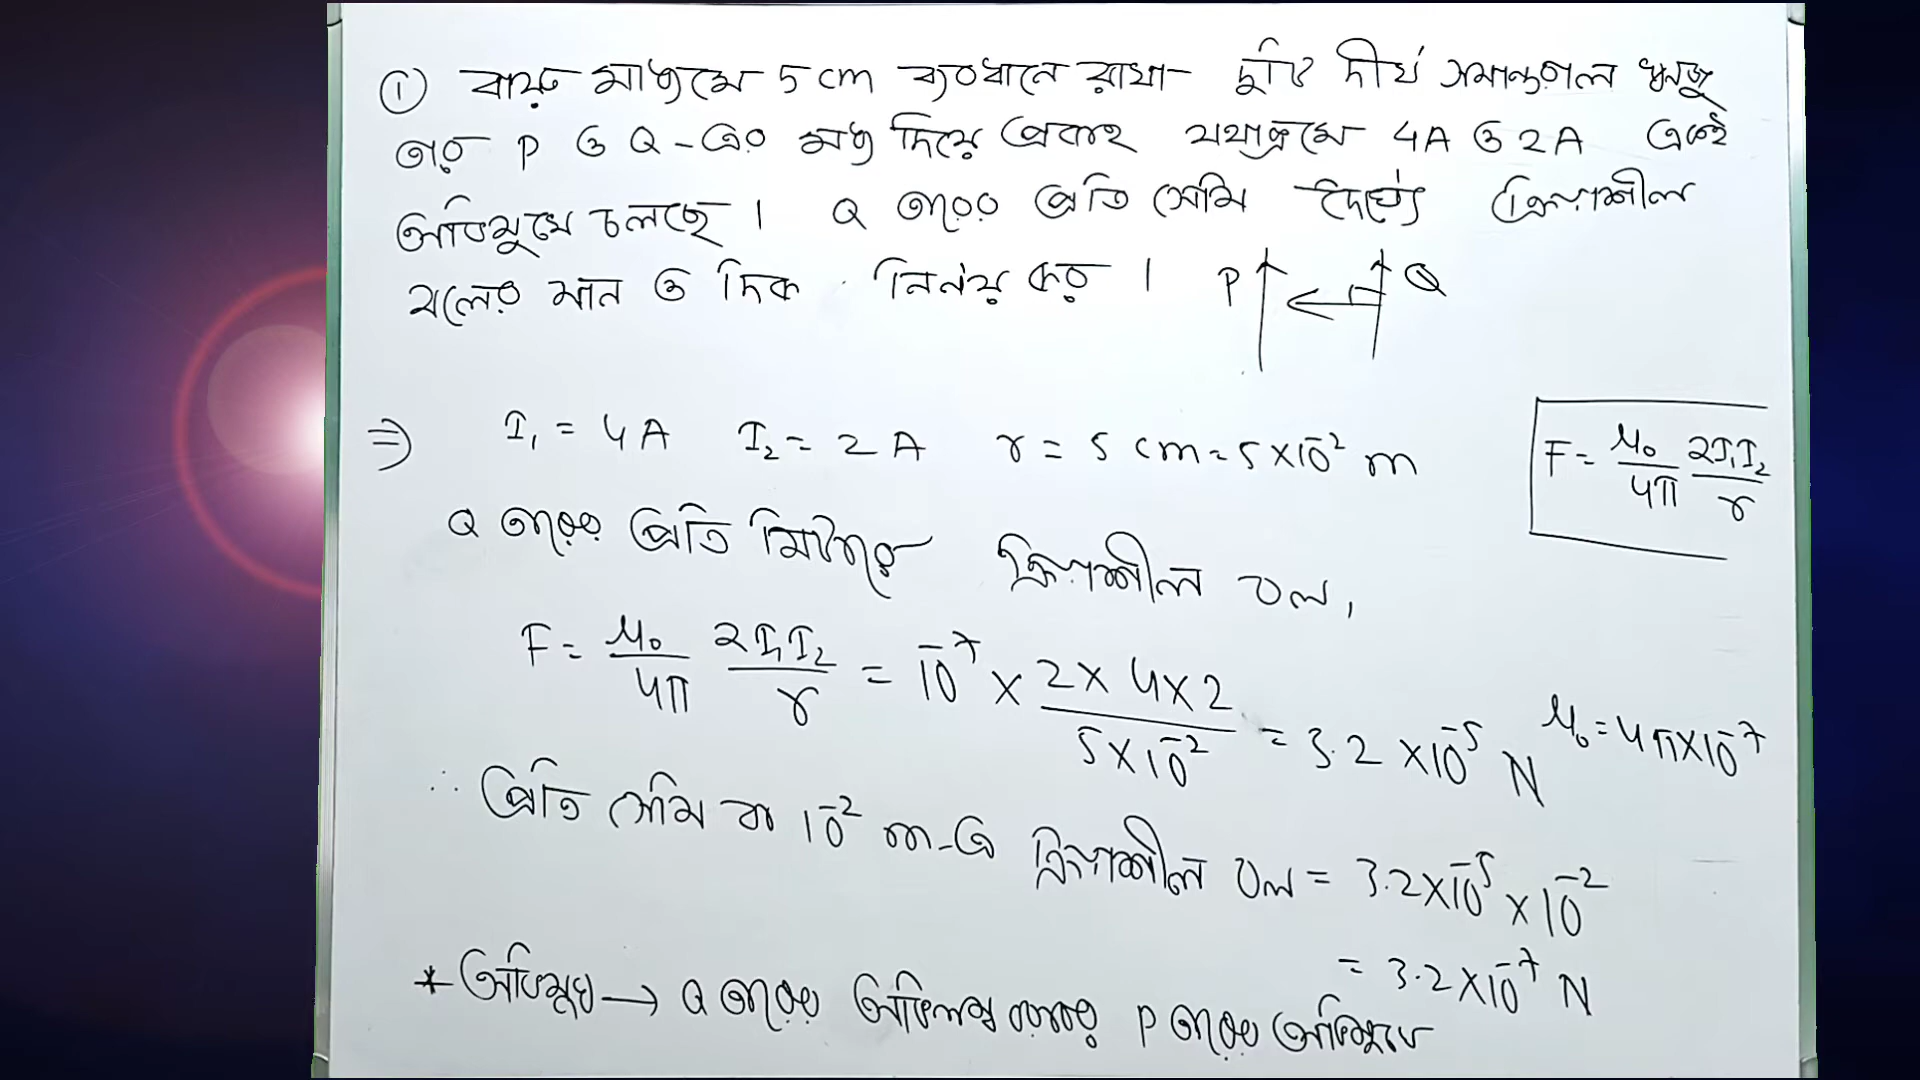 ① বায়ু মাধ্যমে 5 cm ব্যবধানে রাখা দুটি দীর্ঘ সমান্তরাল ঋজু
তার P ও Q-এর মধ্য দিয়ে প্রবাহ যথাক্রমে 4A ও 2A একই
অভিমুখে চলছে। Q তারের প্রতি সেমি দৈর্ঘ্যে ক্রিয়াশীল
বলের মান ও দিক নির্ণয় কর।
P Q
⇒ I₁ = 4A I₂ = 2A r = 5 cm = 5×10⁻² m
F = μ₀/4π 2I₁I₂/r
Q তারের প্রতি মিটারে ক্রিয়াশীল বল,
F = μ₀/4π 2I₁I₂/r = 10⁻⁷ × (2×4×2)/(5×10⁻²) = 3.2 ×10⁻⁵ N
μ₀ = 4π×10⁻⁷
∴ প্রতি সেমি বা 10⁻² m-এ ক্রিয়াশীল বল = 3.2×10⁻⁵ × 10⁻²
= 3.2×10⁻⁷ N
* অভিমুখ → Q তারের অভিলম্ব বরাবর P তারের অভিমুখে